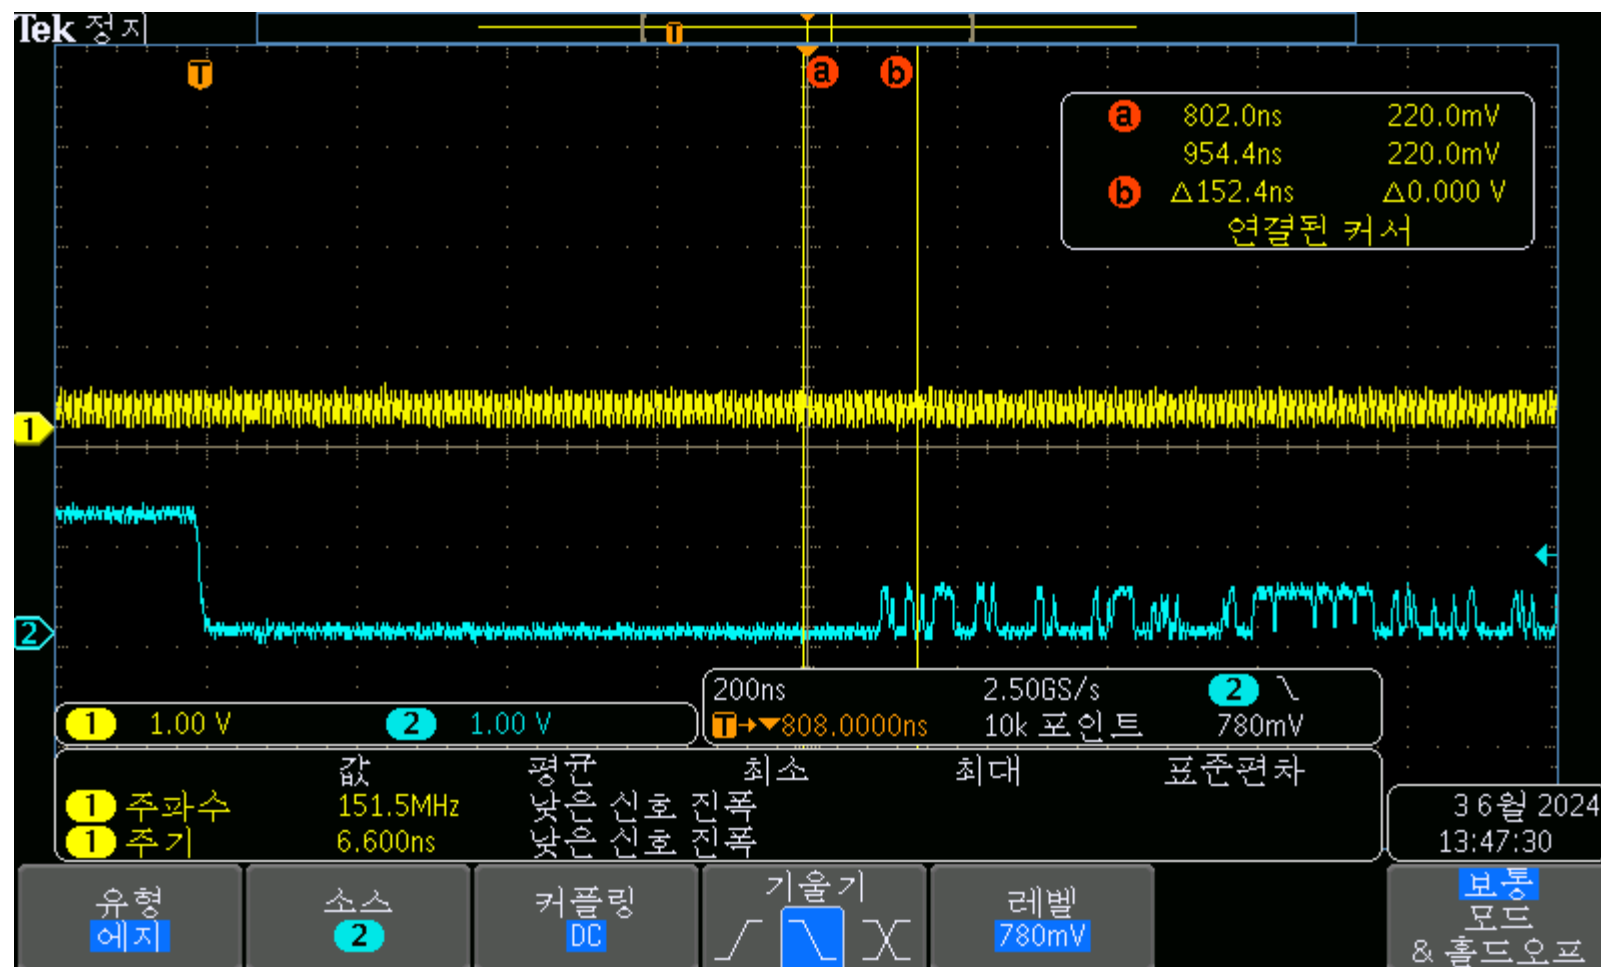 Tek 정지
T
T
a b
a 802.0ns 220.0mV
954.4ns 220.0mV
b △152.4ns △0.000 V
연결된 커서
1
2
1 1.00 V 2 1.00 V
200ns 2.50GS/s 2
T→▼808.0000ns 10k 포인트 780mV
값 평균 최소 최대 표준편차
1 주파수 151.5MHz 낮은 신호 진폭
1 주기 6.600ns 낮은 신호 진폭
3 6월 2024
13:47:30
유형
에지
소스
2
커플링
DC
기울기
레벨
780mV
보통
모드
& 홀드오프